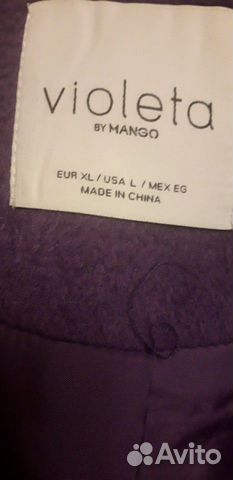 violeta
BY MANGO
EUR XL / USA L / MEX EG
MADE IN CHINA
Avito